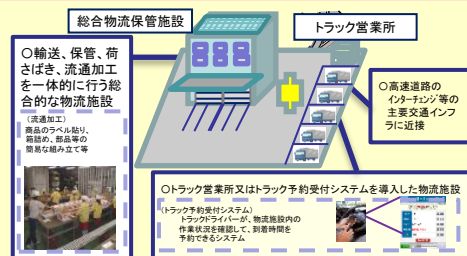 総合物流保管施設
トラック営業所
〇輸送、保管、荷
さばき、流通加工
を一体的に行う総
合的な物流施設
（流通加工）
商品のラベル貼り、
箱詰め、部品等の
簡易な組み立て等
〇高速道路の
インターチェンジ等の
主要交通インフ
ラに近接
〇トラック営業所又はトラック予約受付システムを導入した物流施設
（トラック予約受付システム）
トラックドライバーが、物流施設内の
作業状況を確認して、到着時間を
予約できるシステム